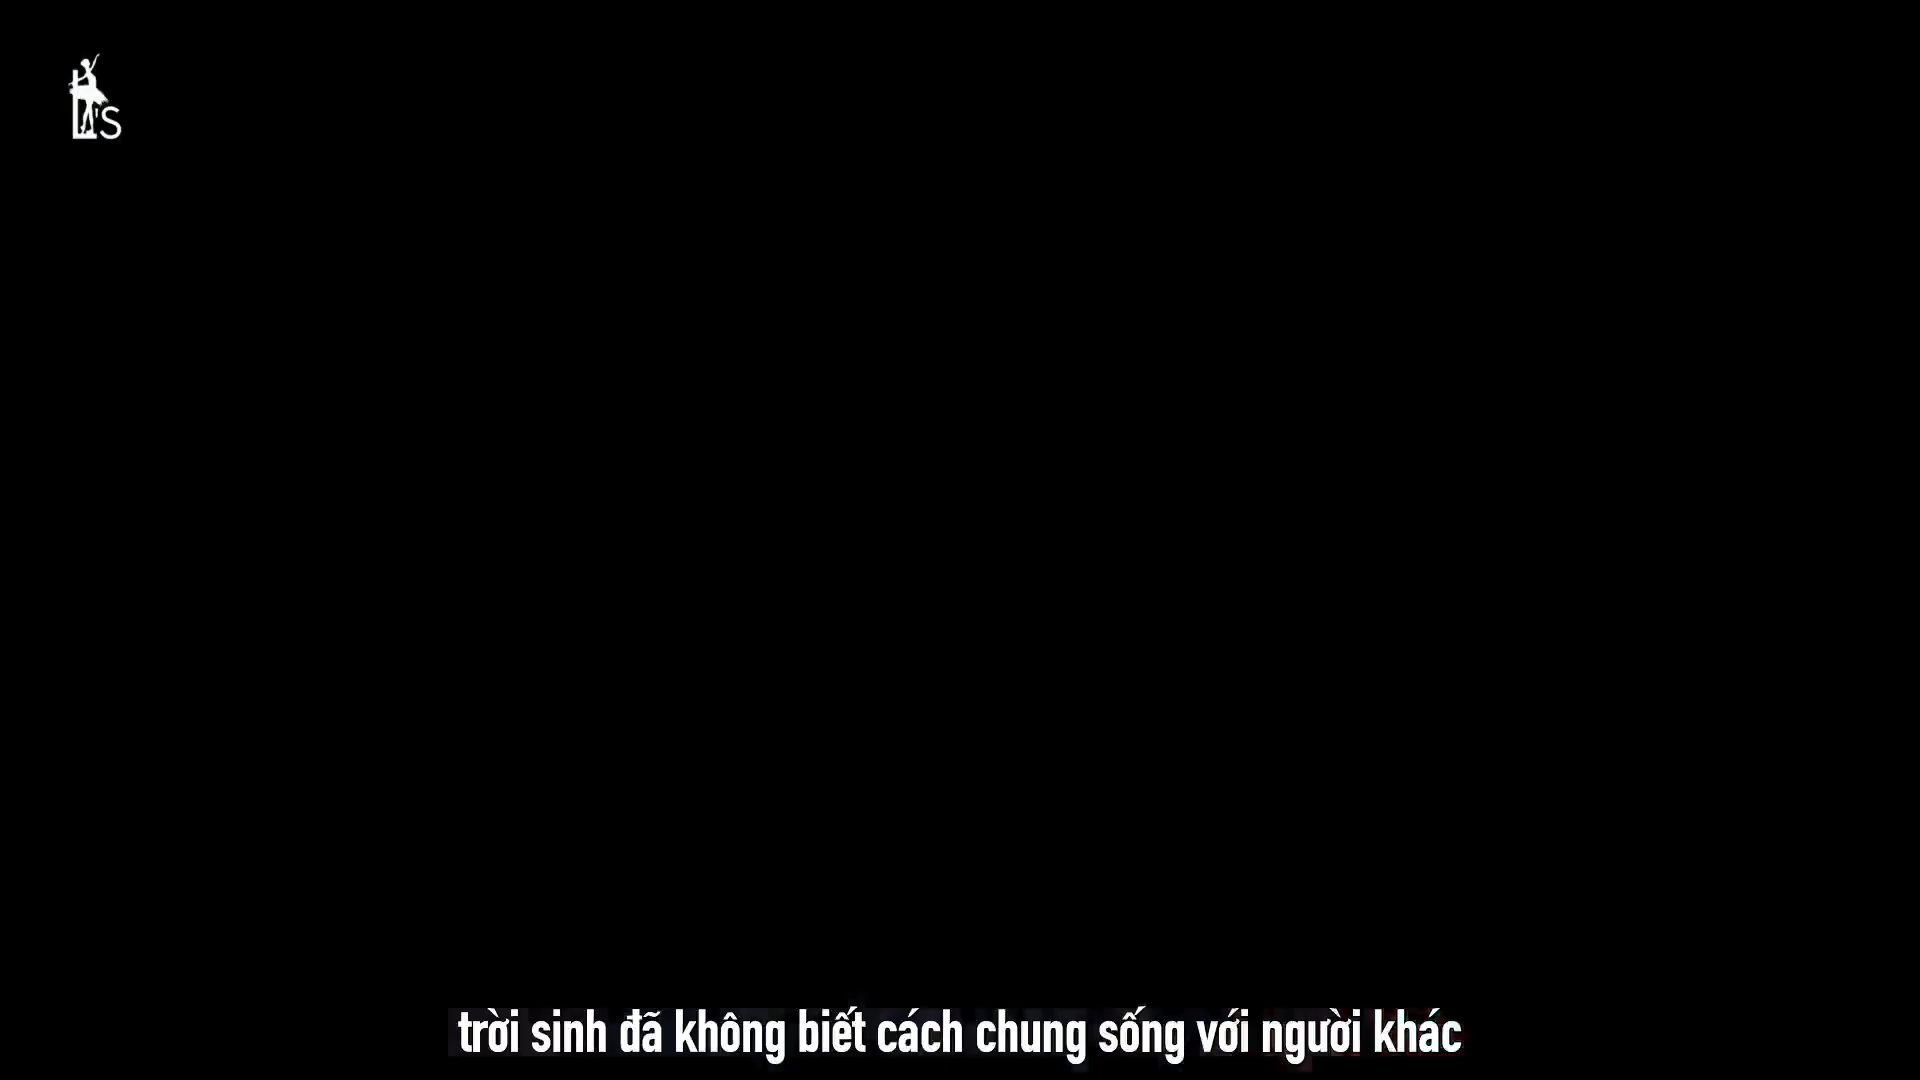 L's
trời sinh đã không biết cách chung sống với người khác